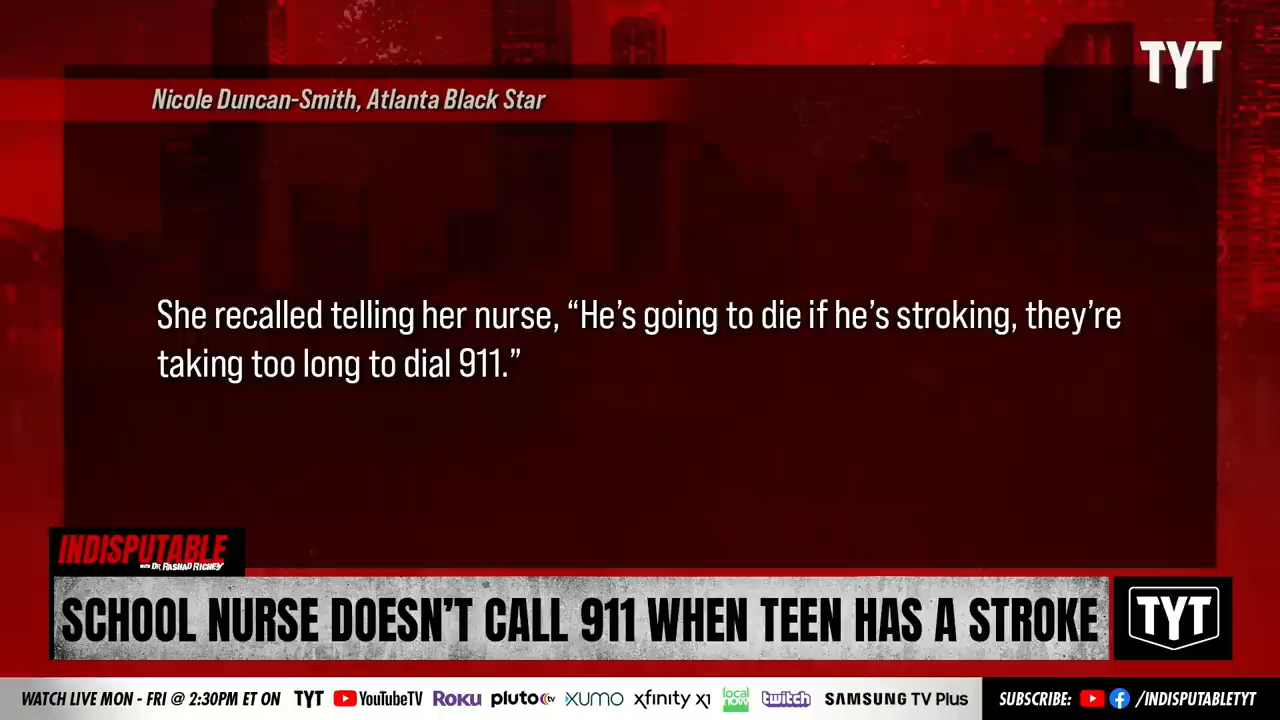 TYT
Nicole Duncan-Smith, Atlanta Black Star
She recalled telling her nurse, “He’s going to die if he’s stroking, they’re
taking too long to dial 911.”
INDISPUTABLE
WITH DR. RASHAD RICHEY
SCHOOL NURSE DOESN’T CALL 911 WHEN TEEN HAS A STROKE
TYT
WATCH LIVE MON - FRI @ 2:30PM ET ON TYT YouTubeTV Roku pluto tv xumo xfinity x1 local now twitch SAMSUNG TV Plus SUBSCRIBE: /INDISPUTABLETYT